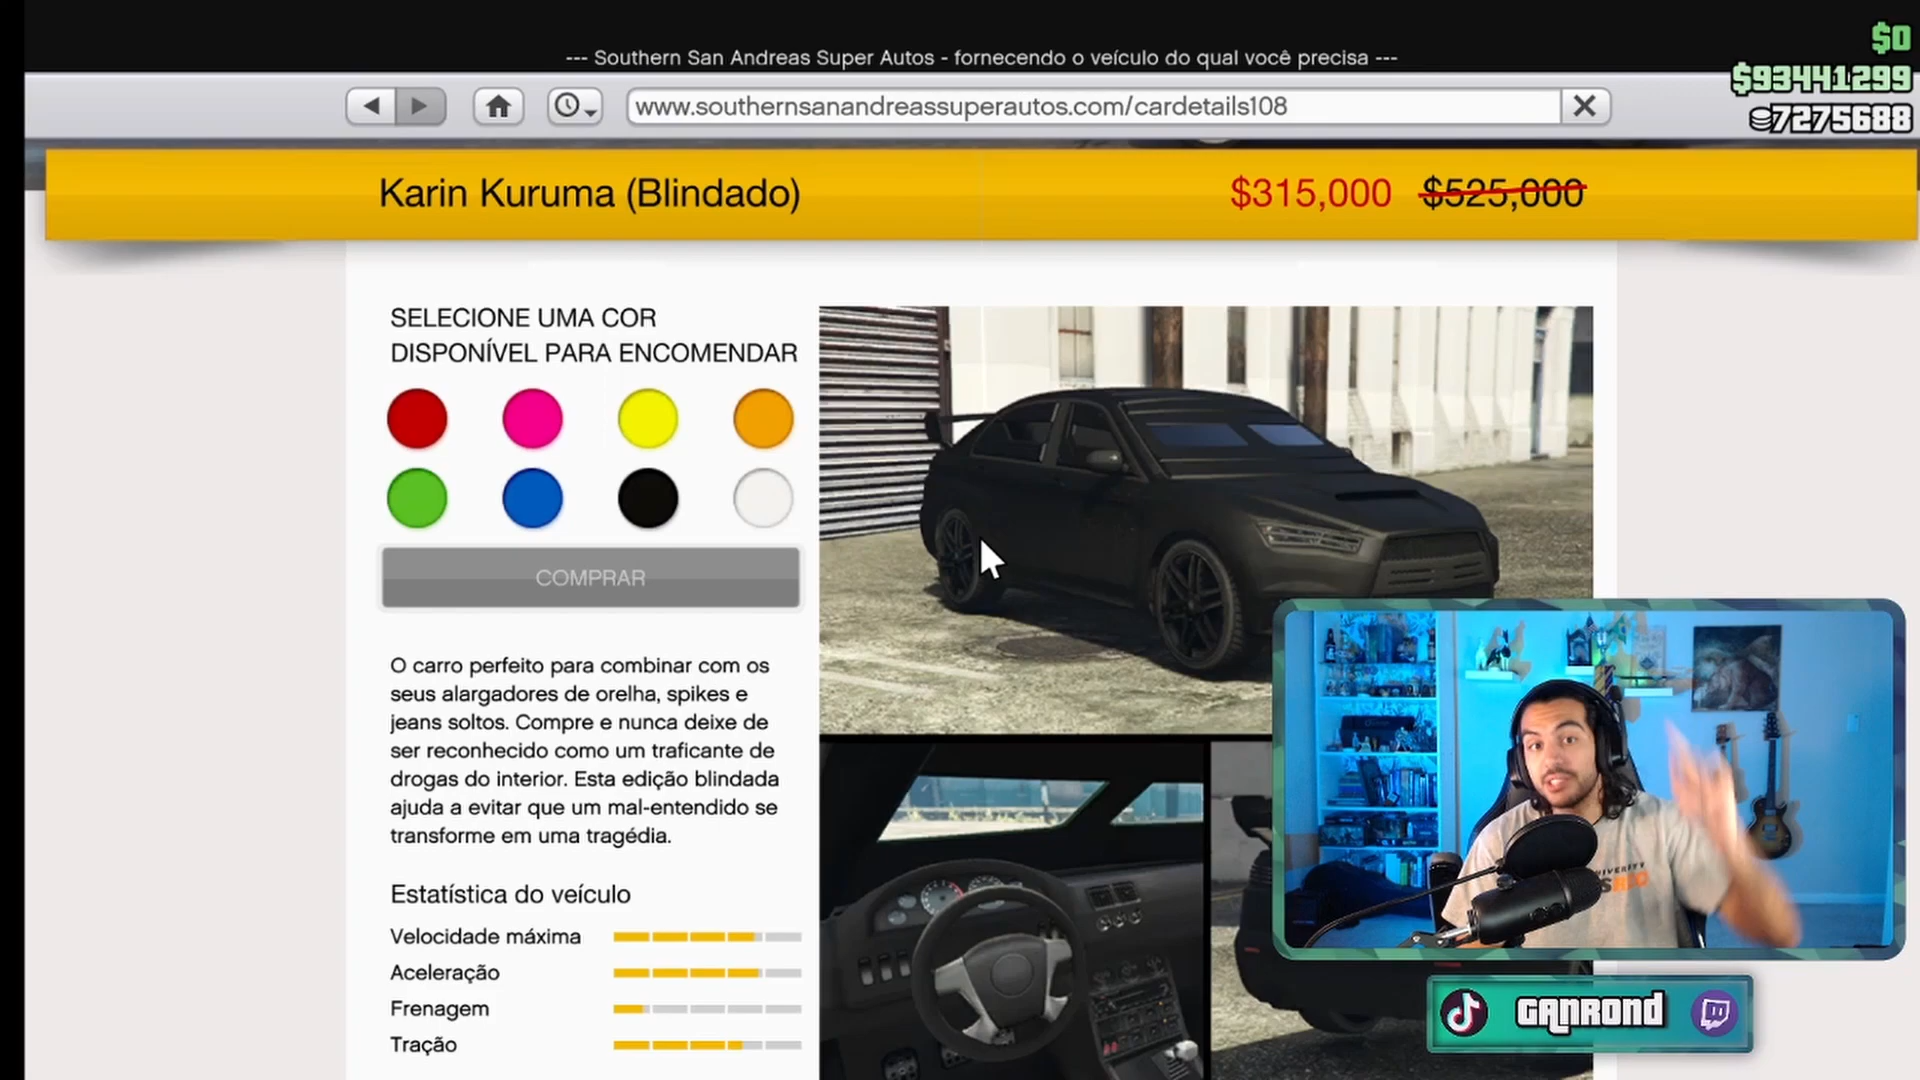 --- Southern San Andreas Super Autos - fornecendo o veículo do qual você precisa ---
$0
$93441299
7275688
www.southernsanandreassuperautos.com/cardetails108
Karin Kuruma (Blindado)
$315,000 $525,000
SELECIONE UMA COR
DISPONÍVEL PARA ENCOMENDAR
COMPRAR
O carro perfeito para combinar com os
seus alargadores de orelha, spikes e
jeans soltos. Compre e nunca deixe de
ser reconhecido como um traficante de
drogas do interior. Esta edição blindada
ajuda a evitar que um mal-entendido se
transforme em uma tragédia.
Estatística do veículo
Velocidade máxima
Aceleração
Frenagem
Tração
GANROND